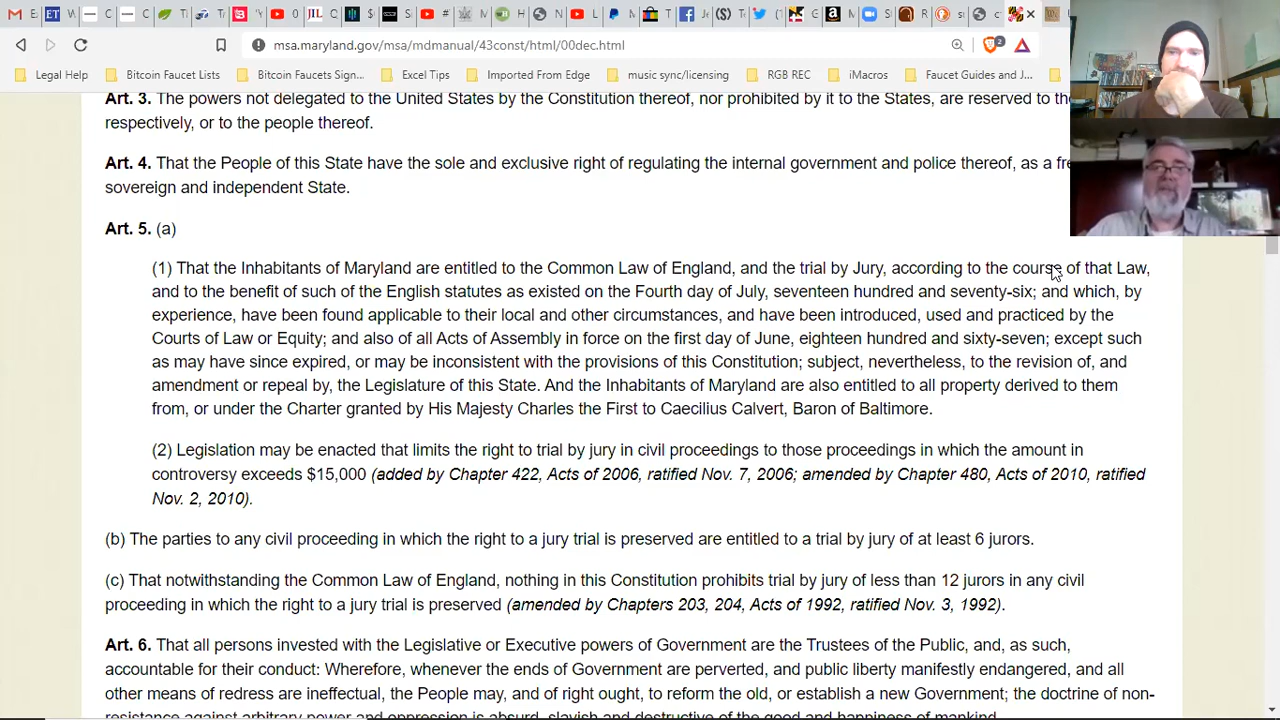 msa.maryland.gov/msa/mdmanual/43const/html/00dec.html
2
Legal Help Bitcoin Faucet Lists Bitcoin Faucets Sign... Excel Tips Imported From Edge music sync/licensing RGB REC iMacros Faucet Guides and J...
Art. 3. The powers not delegated to the United States by the Constitution thereof, nor prohibited by it to the States, are reserved to the
respectively, or to the people thereof.
Art. 4. That the People of this State have the sole and exclusive right of regulating the internal government and police thereof, as a
sovereign and independent State.
Art. 5. (a)
(1) That the Inhabitants of Maryland are entitled to the Common Law of England, and the trial by Jury, according to the course of that Law,
and to the benefit of such of the English statutes as existed on the Fourth day of July, seventeen hundred and seventy-six; and which, by
experience, have been found applicable to their local and other circumstances, and have been introduced, used and practiced by the
Courts of Law or Equity; and also of all Acts of Assembly in force on the first day of June, eighteen hundred and sixty-seven; except such
as may have since expired, or may be inconsistent with the provisions of this Constitution; subject, nevertheless, to the revision of, and
amendment or repeal by, the Legislature of this State. And the Inhabitants of Maryland are also entitled to all property derived to them
from, or under the Charter granted by His Majesty Charles the First to Caecilius Calvert, Baron of Baltimore.
(2) Legislation may be enacted that limits the right to trial by jury in civil proceedings to those proceedings in which the amount in
controversy exceeds $15,000 (added by Chapter 422, Acts of 2006, ratified Nov. 7, 2006; amended by Chapter 480, Acts of 2010, ratified
Nov. 2, 2010).
(b) The parties to any civil proceeding in which the right to a jury trial is preserved are entitled to a trial by jury of at least 6 jurors.
(c) That notwithstanding the Common Law of England, nothing in this Constitution prohibits trial by jury of less than 12 jurors in any civil
proceeding in which the right to a jury trial is preserved (amended by Chapters 203, 204, Acts of 1992, ratified Nov. 3, 1992).
Art. 6. That all persons invested with the Legislative or Executive powers of Government are the Trustees of the Public, and, as such,
accountable for their conduct: Wherefore, whenever the ends of Government are perverted, and public liberty manifestly endangered, and all
other means of redress are ineffectual, the People may, and of right ought, to reform the old, or establish a new Government; the doctrine of non-
resistance against arbitrary power and oppression is absurd, slavish and destructive of the good and happiness of mankind.